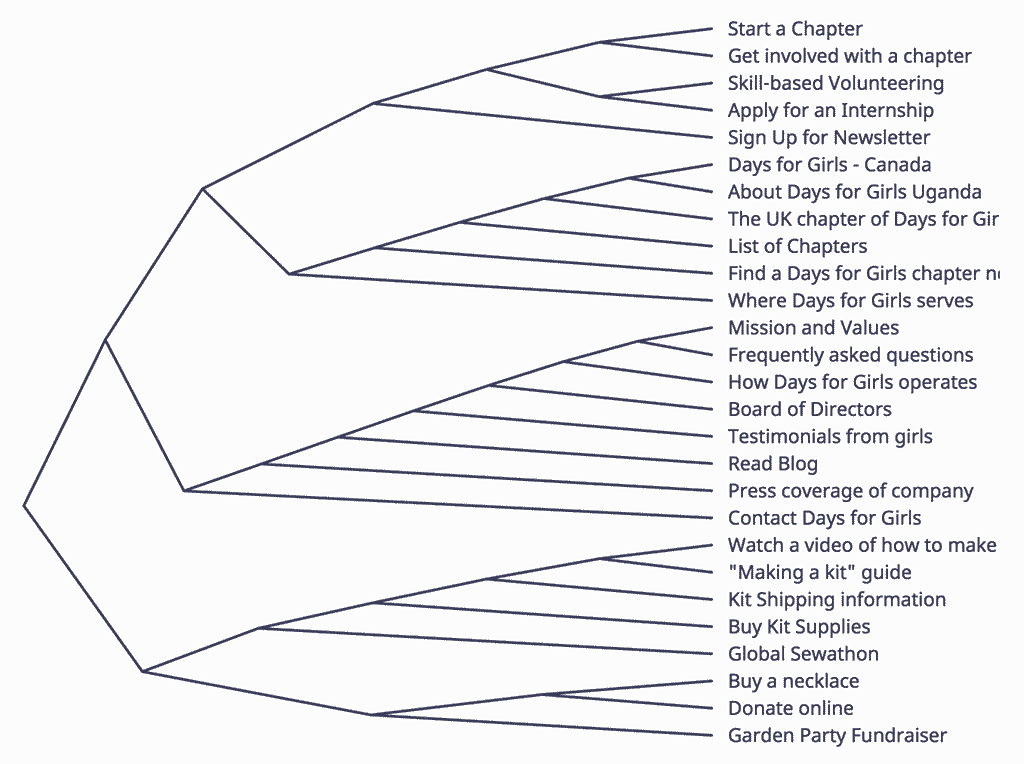 Start a Chapter
Get involved with a chapter
Skill-based Volunteering
Apply for an Internship
Sign Up for Newsletter
Days for Girls - Canada
About Days for Girls Uganda
The UK chapter of Days for Gir
List of Chapters
Find a Days for Girls chapter
Where Days for Girls serves
Mission and Values
Frequently asked questions
How Days for Girls operates
Board of Directors
Testimonials from girls
Read Blog
Press coverage of company
Contact Days for Girls
Watch a video of how to make
"Making a kit" guide
Kit Shipping information
Buy Kit Supplies
Global Sewathon
Buy a necklace
Donate online
Garden Party Fundraiser